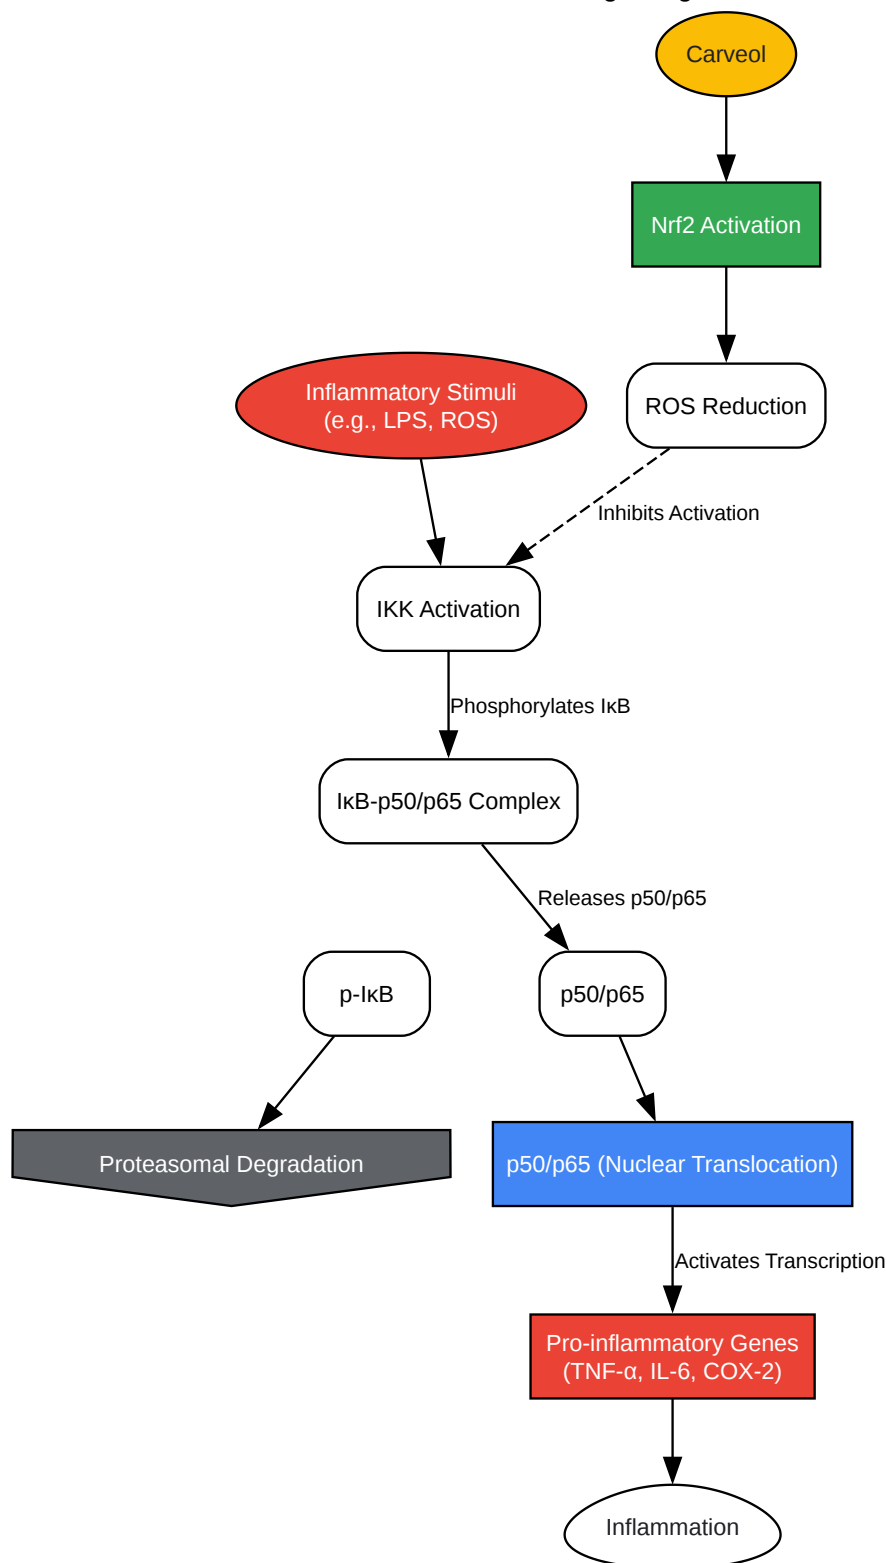 Carveol
Nrf2 Activation
Inflammatory Stimuli
(e.g., LPS, ROS)
ROS Reduction
Inhibits Activation
IKK Activation
Phosphorylates IκB
IκB-p50/p65 Complex
Releases p50/p65
p-IκB
p50/p65
Proteasomal Degradation
p50/p65 (Nuclear Translocation)
Activates Transcription
Pro-inflammatory Genes
(TNF-α, IL-6, COX-2)
Inflammation